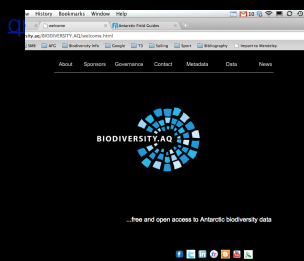 History Bookmarks Window Help
welcome Antarctic Field Guides
ity.aq/BIODIVERSITY.AQ/welcome.html
SME AFG Biodiversity Info Google TO Sailing Sport Bibliography Import to Mendeley
About Sponsors Governance Contact Metadata Data News
BIODIVERSITY.AQ
...free and open access to Antarctic biodiversity data